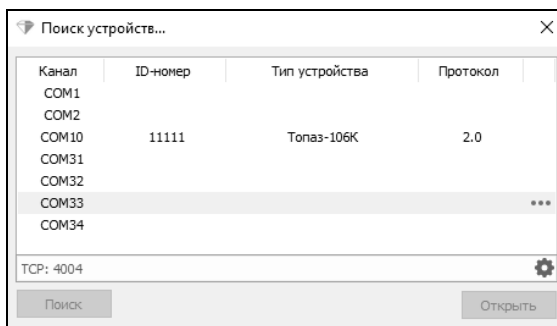 Поиск устройств...
Канал ID-номер Тип устройства Протокол
COM1
COM2
COM10 11111 Топаз-106К 2.0
COM31
COM32
COM33
COM34
TCP: 4004
Поиск Открыть